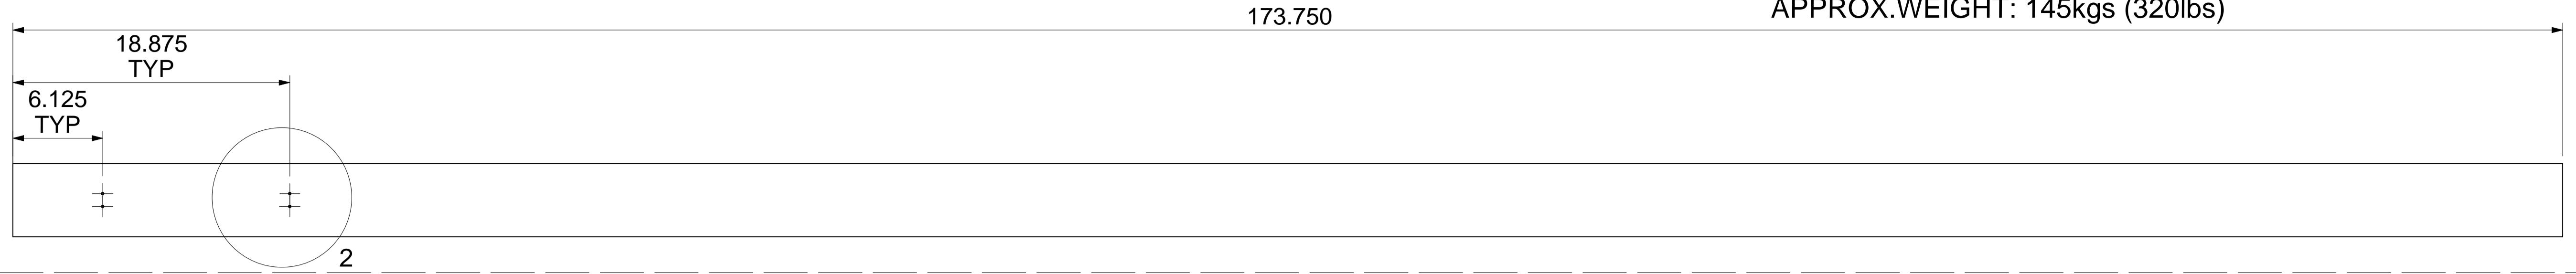 173.750
APPROX.WEIGHT: 145kgs (320lbs)
18.875
TYP
6.125
TYP
2